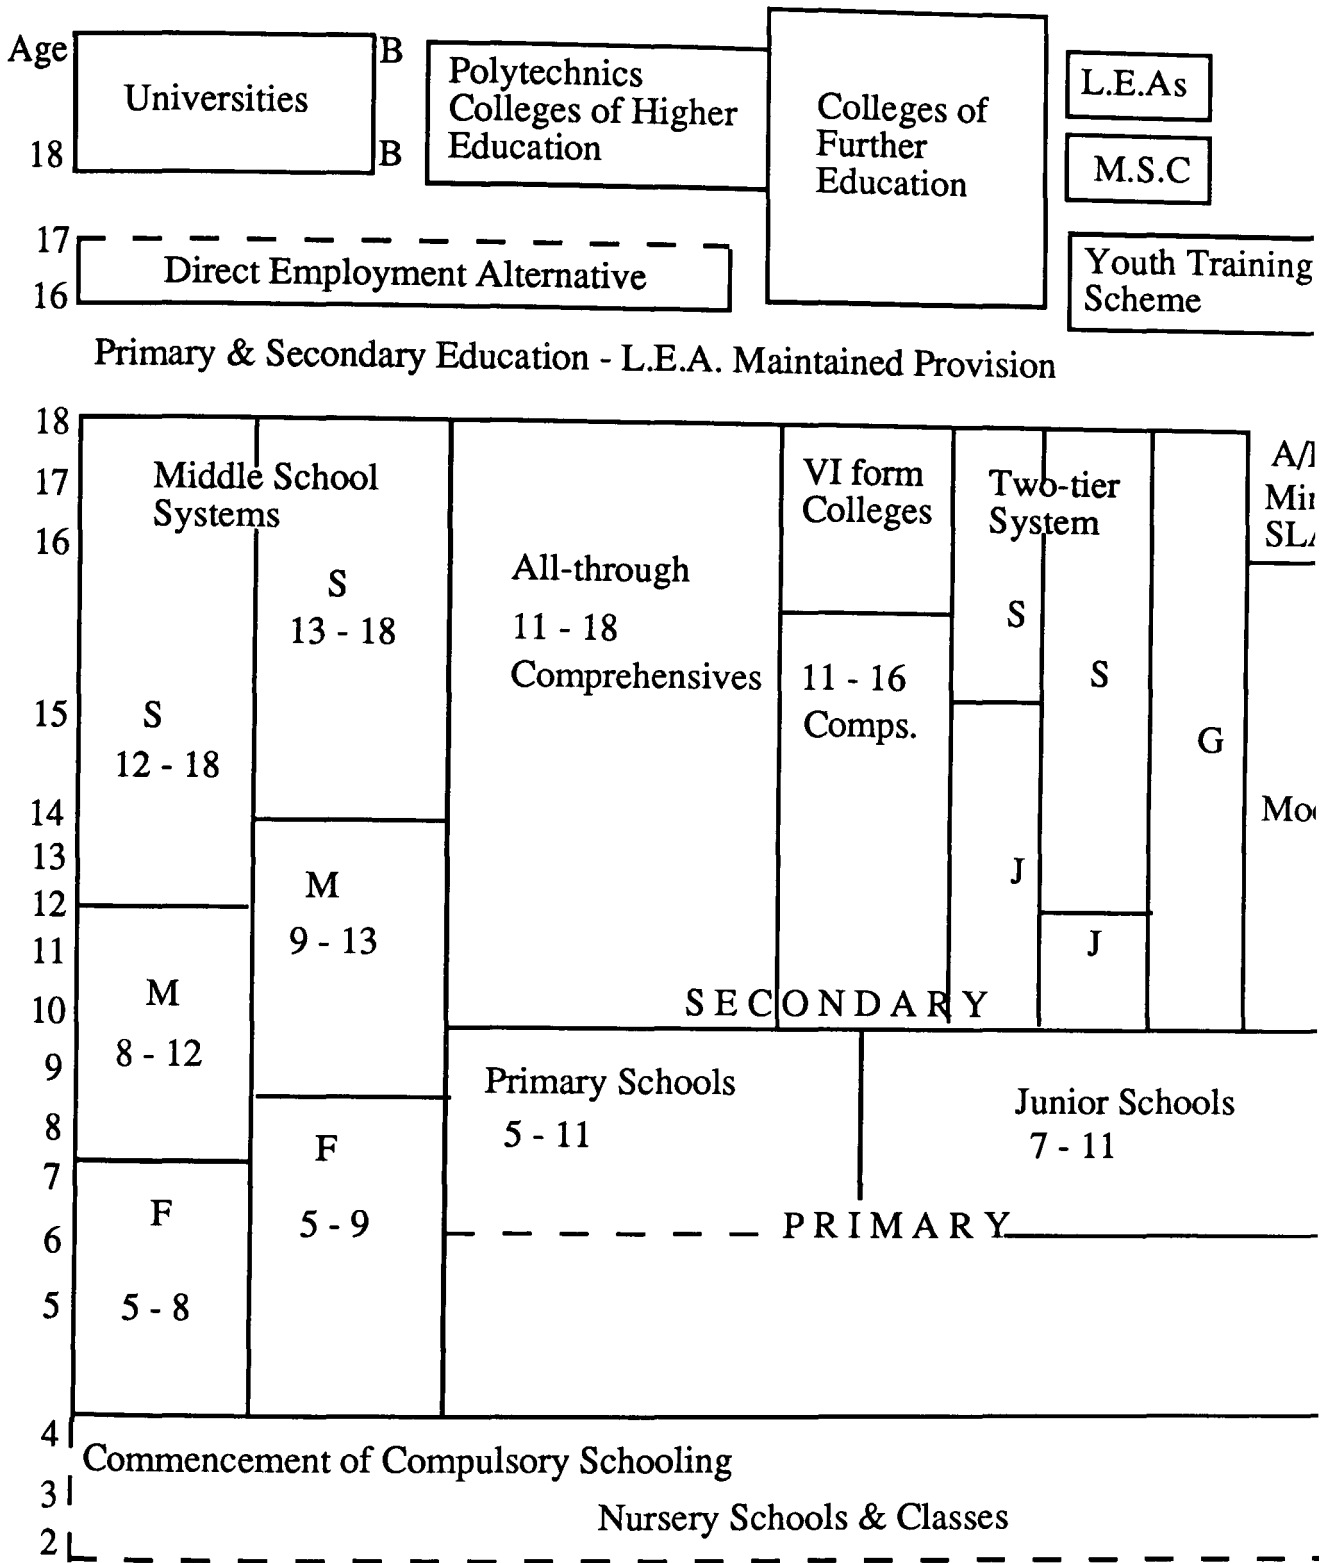 Age
Universities
B
B
18
Polytechnics
Colleges of Higher
Education
Colleges of
Further
Education
L.E.As
M.S.C
17
16
Direct Employment Alternative
Youth Training
Scheme
Primary & Secondary Education - L.E.A. Maintained Provision
18
17
16
15
14
13
12
11
10
9
8
7
6
5
4
3
2
Middle School
Systems
S
12 - 18
M
8 - 12
F
5 - 8
S
13 - 18
M
9 - 13
F
5 - 9
All-through
11 - 18
Comprehensives
VI form
Colleges
11 - 16
Comps.
Two-tier
System
S
J
S
J
G
SECONDARY
Primary Schools
5 - 11
Junior Schools
7 - 11
PRIMARY
Commencement of Compulsory Schooling
Nursery Schools & Classes